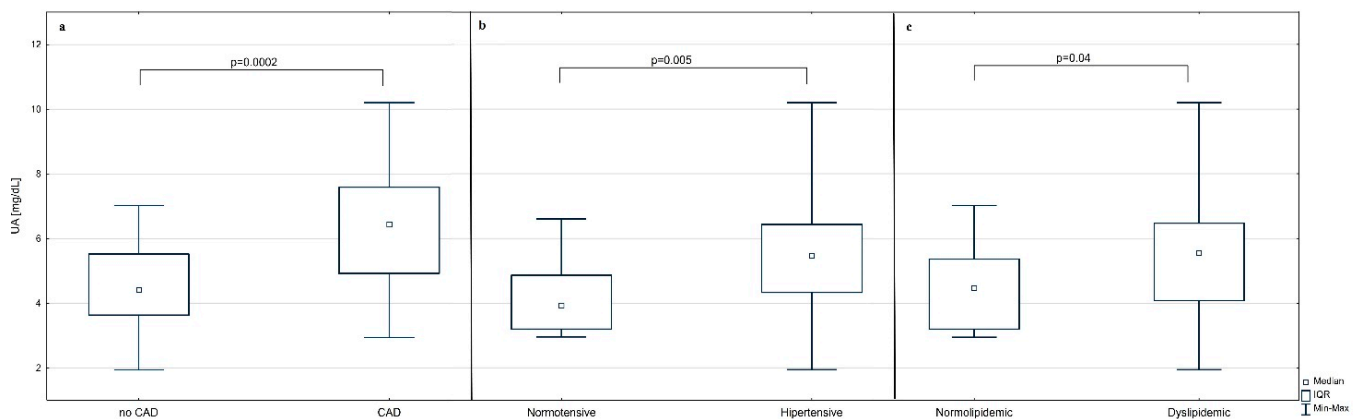 a
b
c
12
10
8
6
4
2
UA [mg/dL]
p=0.0002
p=0.005
p=0.04
no CAD
CAD
Normotensive
Hipertensive
Normolipidemic
Dyslipidemic
Median
IQR
Min-Max